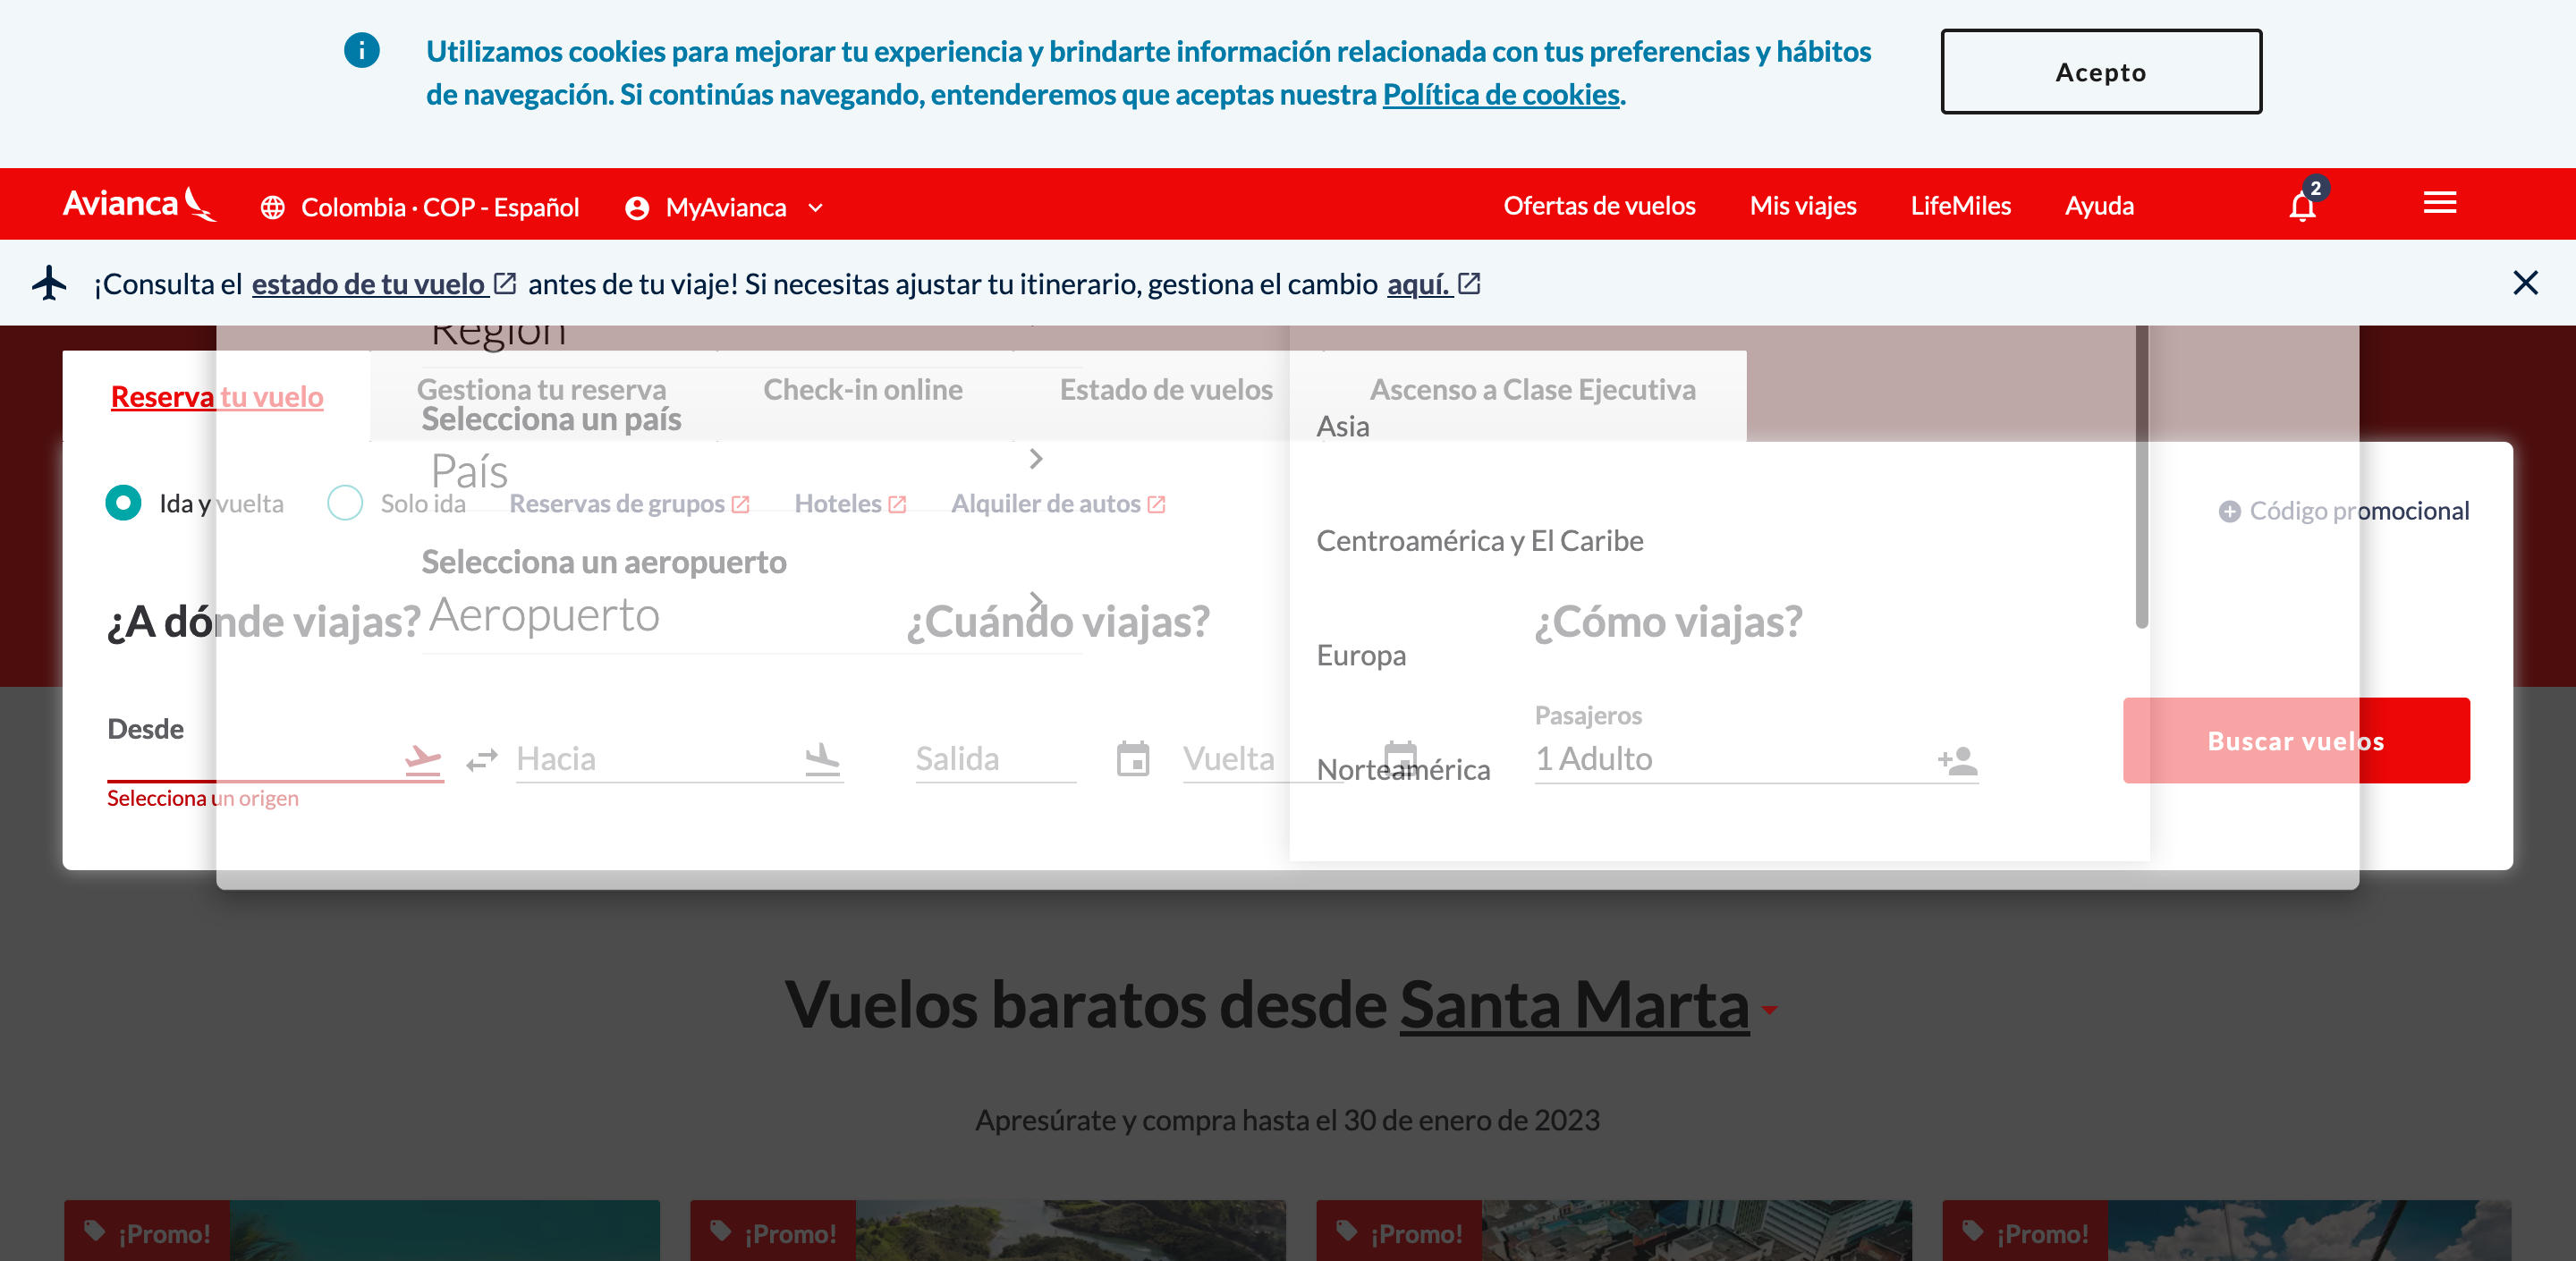 Utilizamos cookies para mejorar tu experiencia y brindarte información relacionada con tus preferencias y hábitos
de navegación. Si continúas navegando, entenderemos que aceptas nuestra Política de cookies.
Acepto
Avianca
Colombia · COP - Español
MyAvianca
Ofertas de vuelos
Mis viajes
LifeMiles
Ayuda
2
¡Consulta el estado de tu vuelo antes de tu viaje! Si necesitas ajustar tu itinerario, gestiona el cambio aquí.
Región
Reserva tu vuelo
Gestiona tu reserva
Check-in online
Estado de vuelos
Ascenso a Clase Ejecutiva
Selecciona un país
Asia
País
Ida y vuelta
Solo ida
Reservas de grupos
Hoteles
Alquiler de autos
Código promocional
Centroamérica y El Caribe
Selecciona un aeropuerto
Aeropuerto
¿A dónde viajas?
¿Cuándo viajas?
¿Cómo viajas?
Europa
Desde
Hacia
Salida
Vuelta
Norteamérica
Pasajeros
1 Adulto
Buscar vuelos
Selecciona un origen
Vuelos baratos desde Santa Marta
Apresúrate y compra hasta el 30 de enero de 2023
¡Promo!
¡Promo!
¡Promo!
¡Promo!